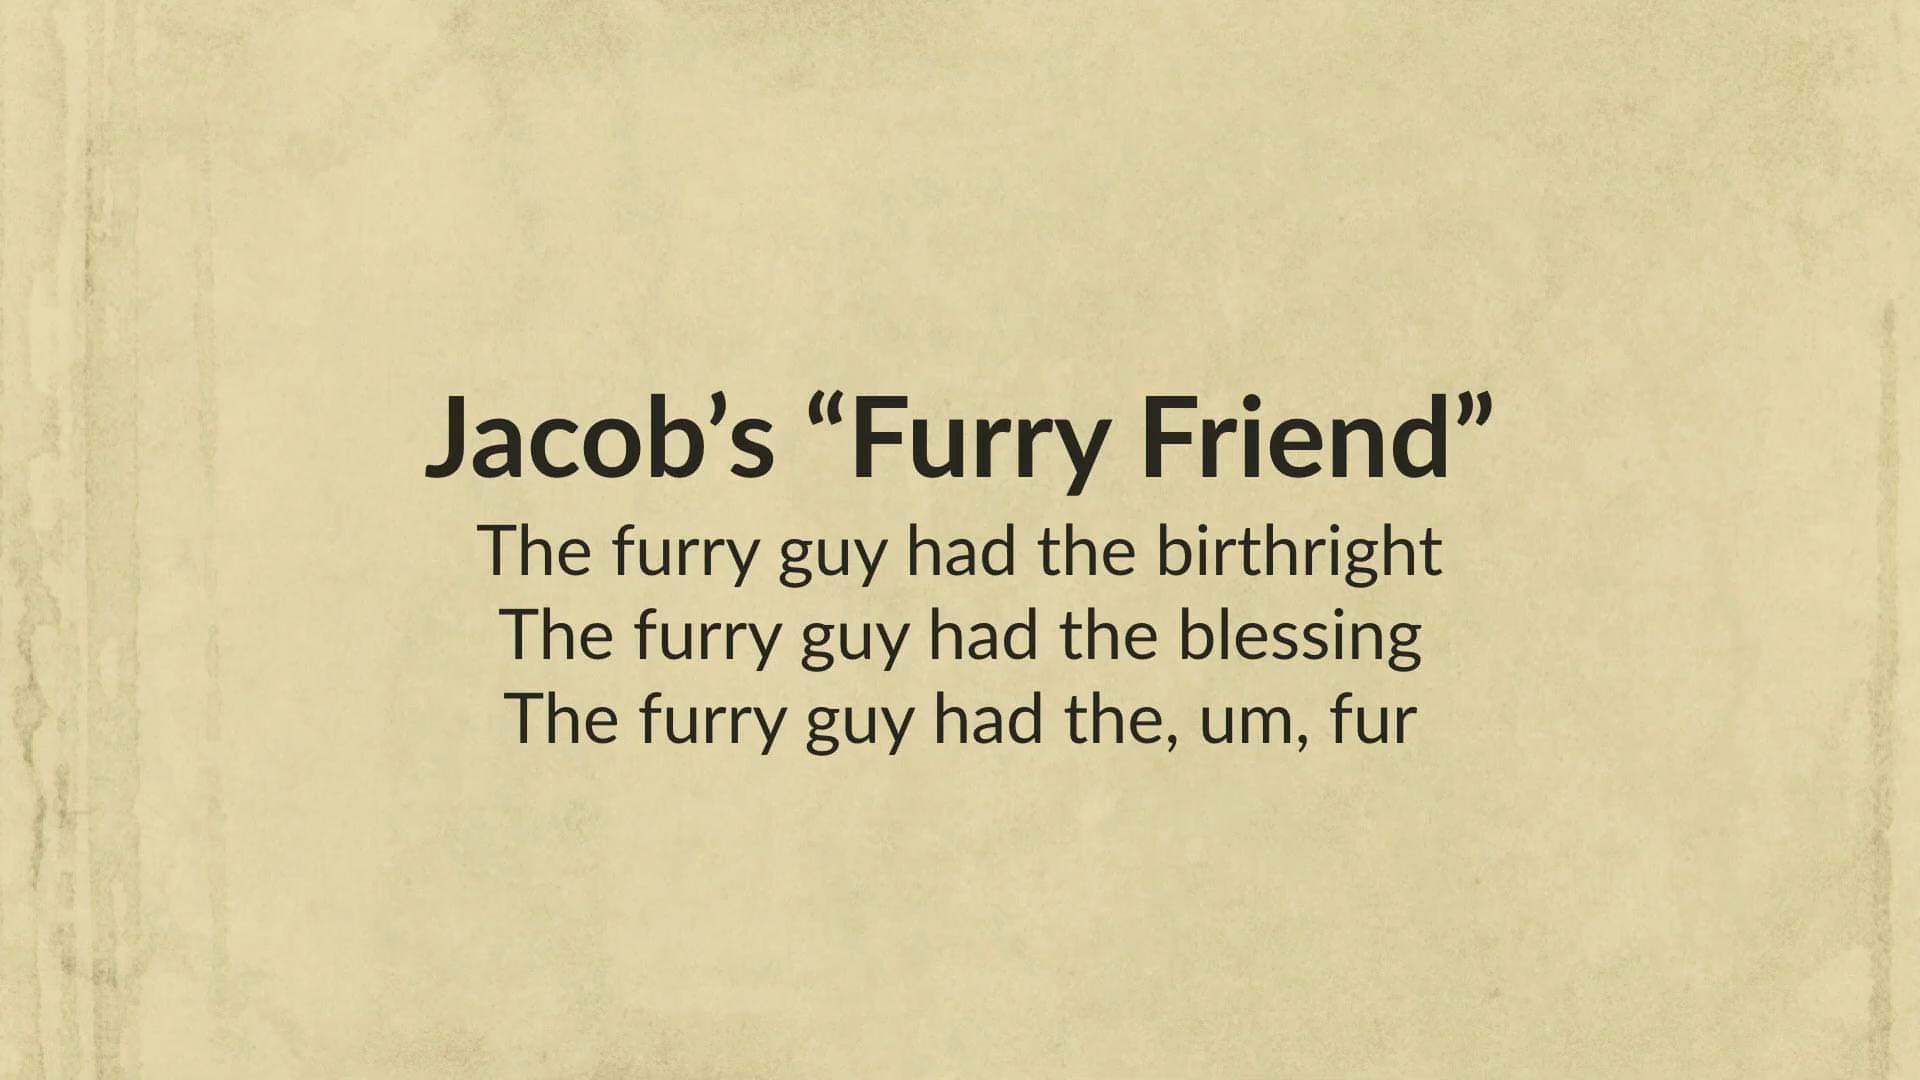 Jacob’s “Furry Friend”
The furry guy had the birthright
The furry guy had the blessing
The furry guy had the, um, fur